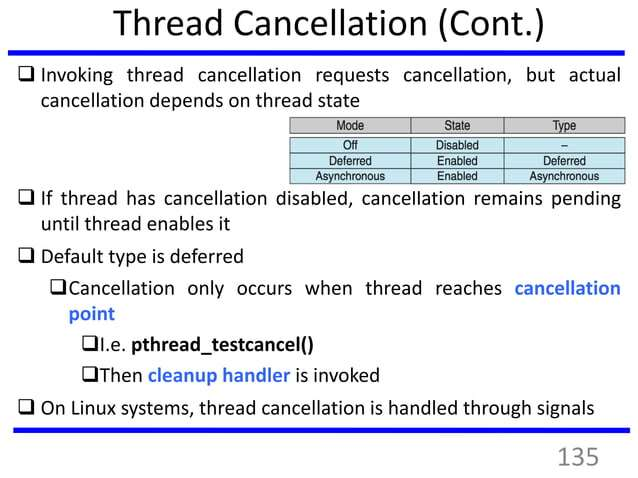 Thread Cancellation (Cont.)
❑ Invoking thread cancellation requests cancellation, but actual
cancellation depends on thread state
Mode State Type
Off Disabled –
Deferred Enabled Deferred
Asynchronous Enabled Asynchronous
❑ If thread has cancellation disabled, cancellation remains pending
until thread enables it
❑ Default type is deferred
❑Cancellation only occurs when thread reaches cancellation
point
❑I.e. pthread_testcancel()
❑Then cleanup handler is invoked
❑ On Linux systems, thread cancellation is handled through signals
135